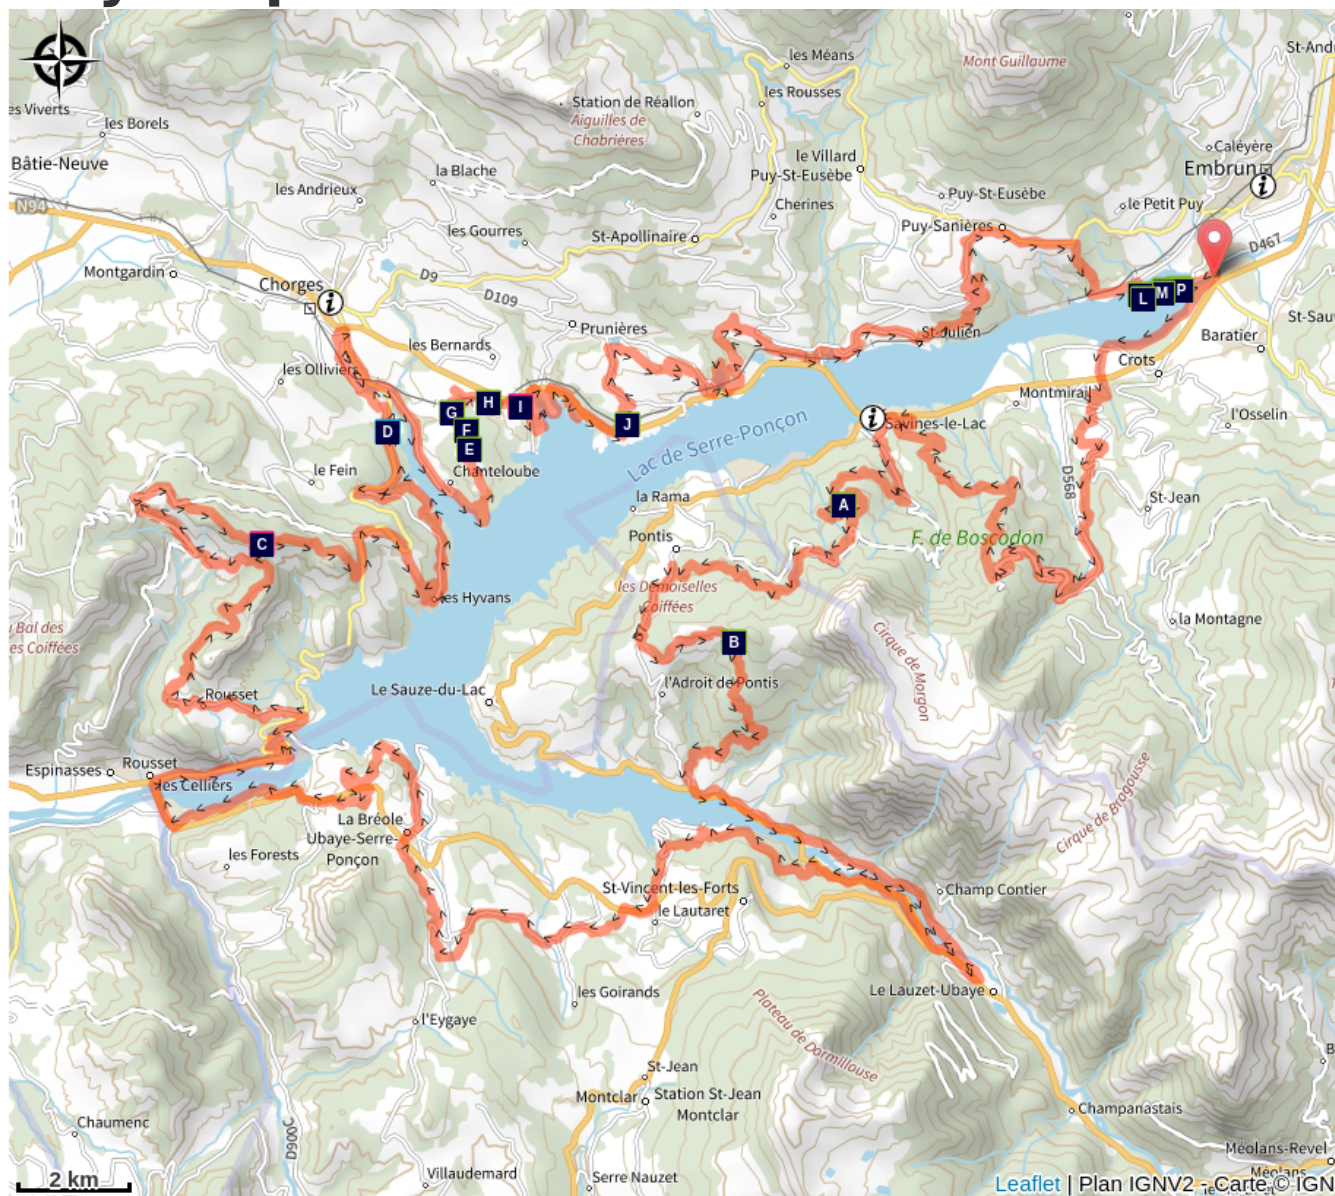 les Méans
Mont Guillaume
St-And
Station de Réallon
les Rousses
Aiguilles de
Chabrières
es Viverts
les Borels
Bâtie-Neuve
la Blache
le Villard
Puy-St-Eusèbe
Caléyère
Embrun
les Andrieux
Puy-St-Eusèbe
le Petit Puy
N94
Cherines
les Gourres
St-Apollinaire
Puy-Sanières
D467
Montgardin
D9
Chorges
D109
L
M
P
Prunières
St-Julien
St-Sau
Baratier
les Bernards
Crots
les Olliviers
Montmirail
G
H
I
J
l'Osselin
D
F
E
Lac de Serre-Ponçon
Savines-le-Lac
le Fein
Chanteloube
D568
la Rama
A
St-Jean
Pontis
F. de Boscodon
C
les Demoiselles
Coiffées
les Hyvans
la Montagne
u Bal des
es Coiffées
B
Cirque de Morgon
Rousset
Le Sauze-du-Lac
l'Adroit de Pontis
Espinasses
Rousset
les Celliers
Cirque de Bragousse
La Bréole
Ubaye-Serre-
Ponçon
les Forests
St-Vincent-les-Forts
Champ Contier
le Lautaret
les Goirands
Le Lauzet-Ubaye
l'Eygaye
Plateau de Dormillouse
St-Jean
Montclar
Station St-Jean
Montclar
Champanastais
Chaumenc
D900C
Méolans-Revel
Villaudemard
Serre Nauzet
Méolans
2 km
Leaflet | Plan IGNV2 - Carte © IGN